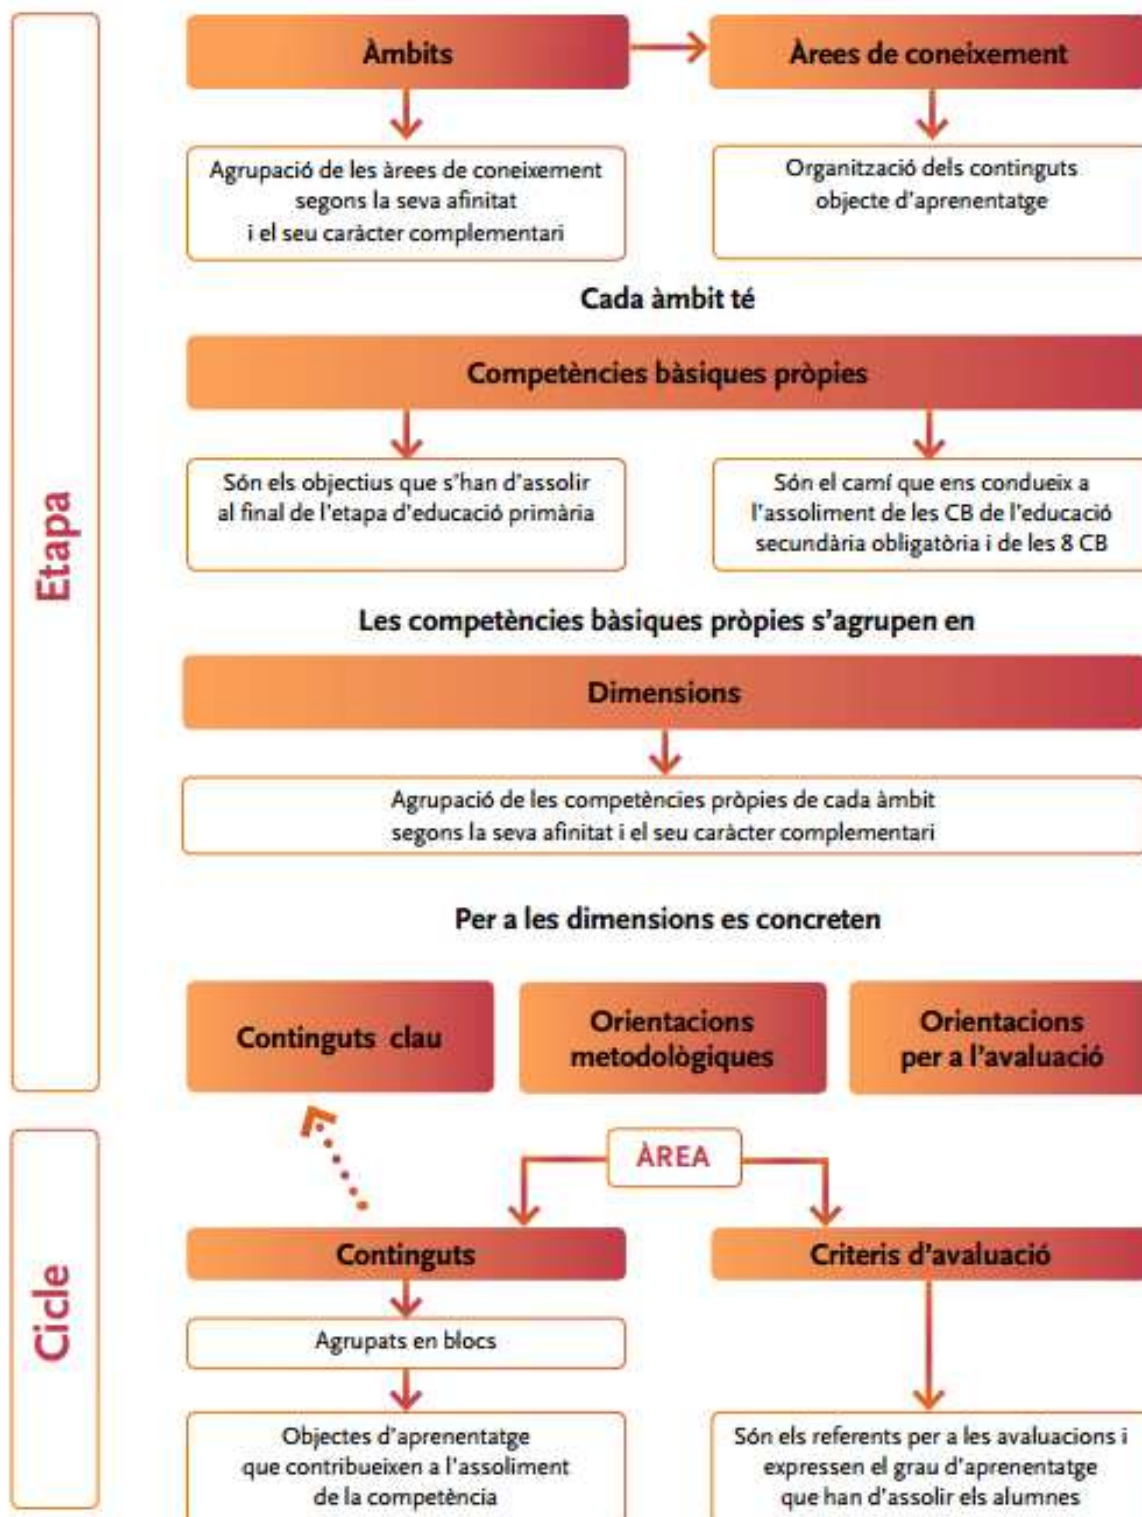 Etapa
Àmbits
Àrees de coneixement
Agrupació de les àrees de coneixement
segons la seva afinitat
i el seu caràcter complementari
Organització dels continguts
objecte d'aprenentatge
Cada àmbit té
Competències bàsiques pròpies
Són els objectius que s'han d'assolir
al final de l'etapa d'educació primària
Són el camí que ens condueix a
l'assoliment de les CB de l'educació
secundària obligatòria i de les 8 CB
Les competències bàsiques pròpies s'agrupen en
Dimensions
Agrupació de les competències pròpies de cada àmbit
segons la seva afinitat i el seu caràcter complementari
Per a les dimensions es concreten
Continguts clau
Orientacions
metodològiques
Orientacions
per a l'avaluació
Cicle
ÀREA
Continguts
Criteris d'avaluació
Agrupats en blocs
Objectes d'aprenentatge
que contribueixen a l'assoliment
de la competència
Són els referents per a les avaluacions i
expressen el grau d'aprenentatge
que han d'assolir els alumnes